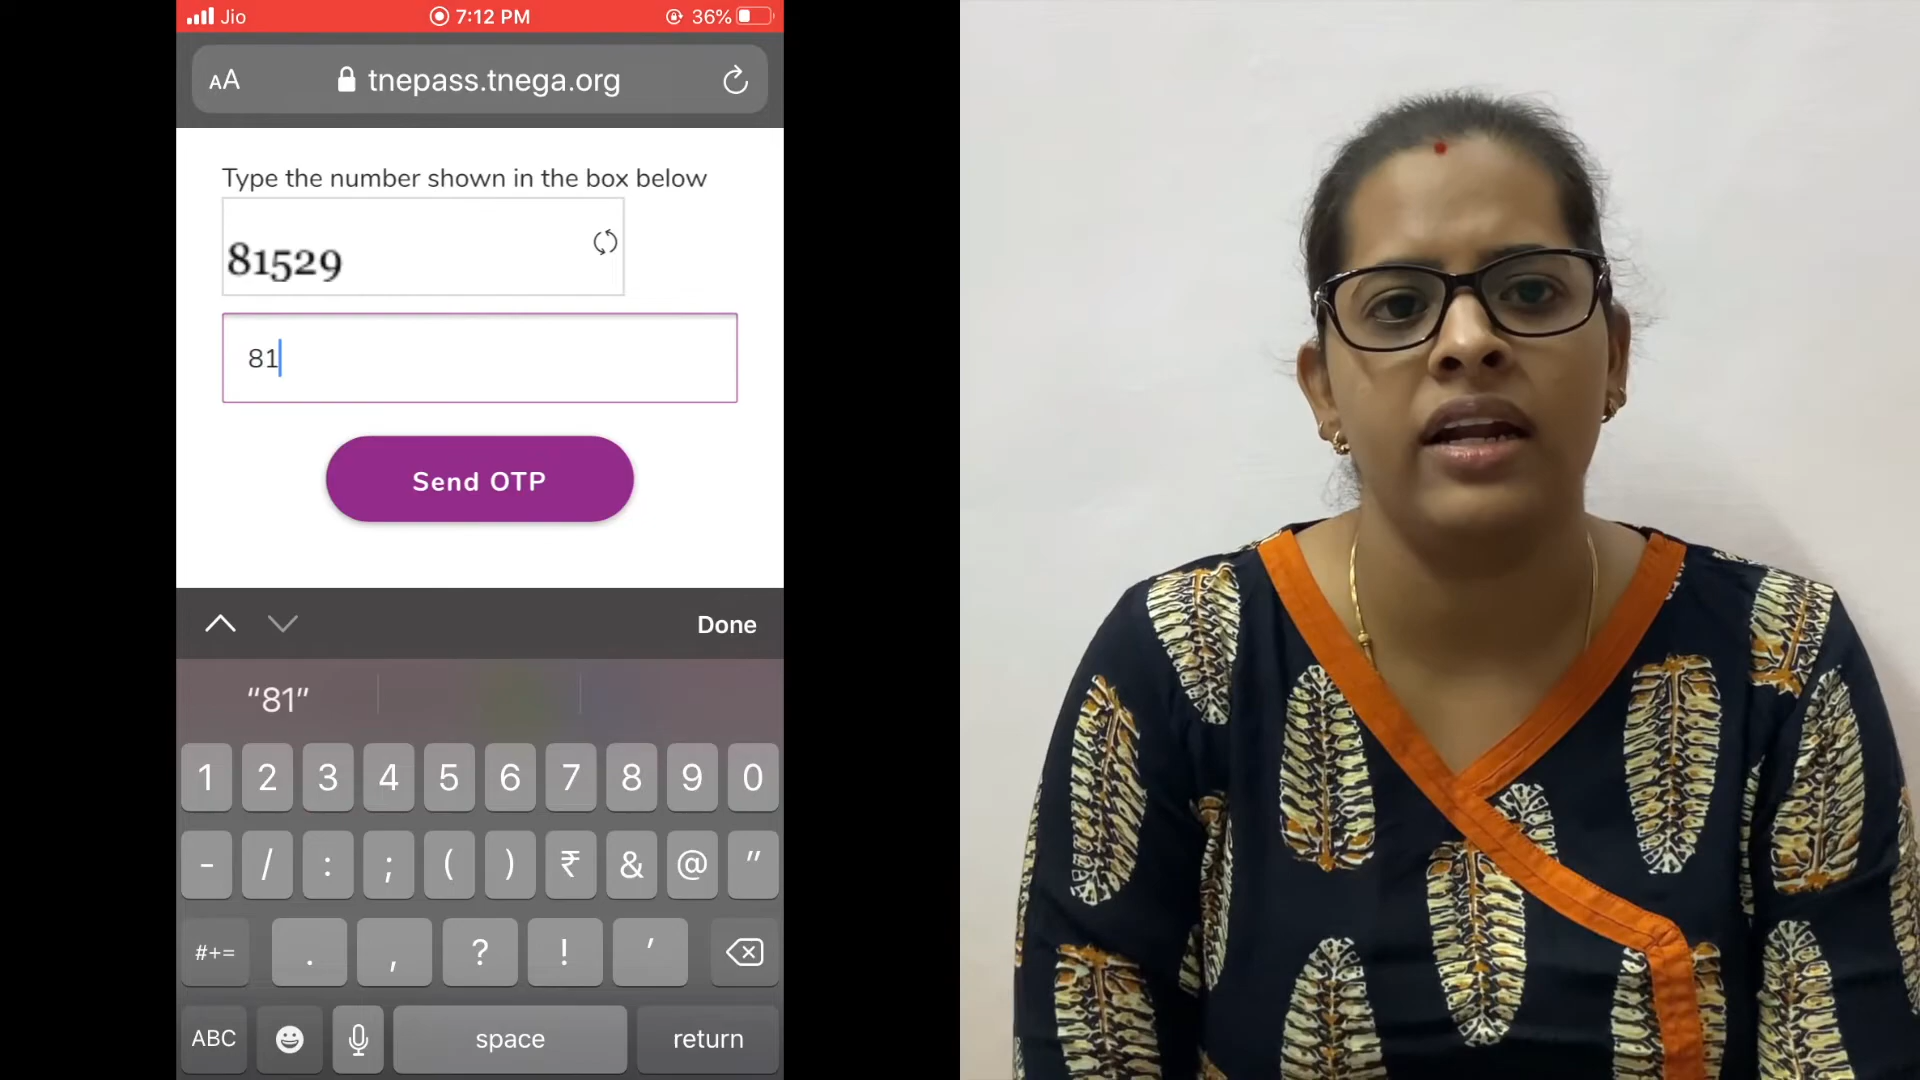 Jio
7:12 PM
36%
AA
tnepass.tnega.org
Type the number shown in the box below
81529
81
Send OTP
Done
“81”
1 2 3 4 5 6 7 8 9 0
- / : ; ( ) ₹ & @ ”
#+= . , ? ! ’
ABC space return